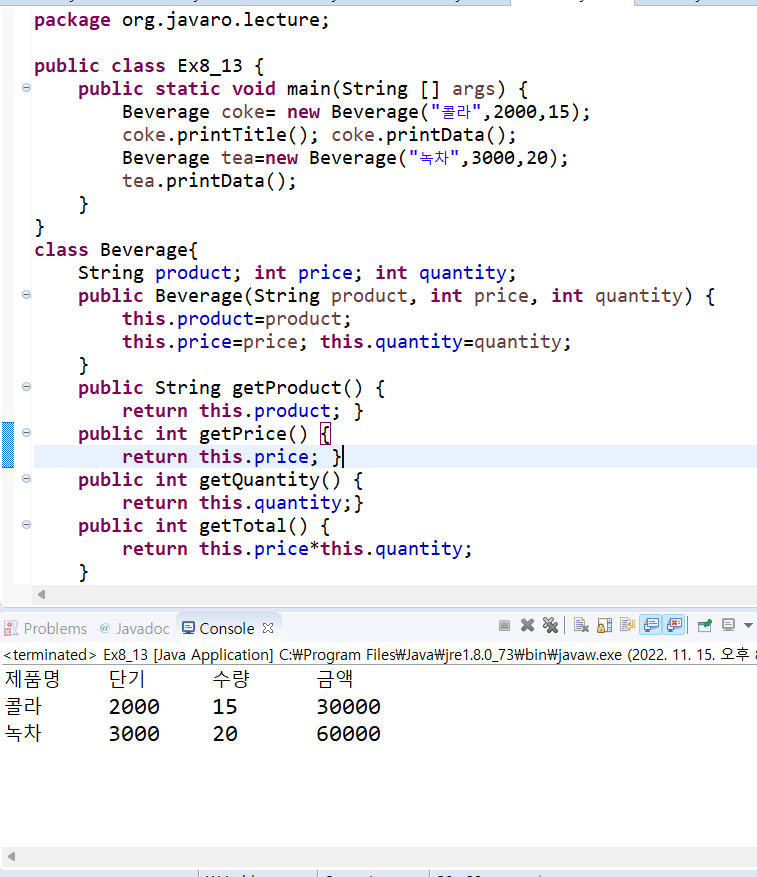 package org.javaro.lecture;
public class Ex8_13 {
public static void main(String [] args) {
Beverage coke= new Beverage("콜라",2000,15);
coke.printTitle(); coke.printData();
Beverage tea=new Beverage("녹차",3000,20);
tea.printData();
}
}
class Beverage{
String product; int price; int quantity;
public Beverage(String product, int price, int quantity) {
this.product=product;
this.price=price; this.quantity=quantity;
}
public String getProduct() {
return this.product; }
public int getPrice() {
return this.price; }
public int getQuantity() {
return this.quantity;}
public int getTotal() {
return this.price*this.quantity;
}
Problems @ Javadoc Console
<terminated> Ex8_13 [Java Application] C:₩Program Files₩Java₩jre1.8.0_73₩bin₩javaw.exe (2022. 11. 15. 오후
제품명 단기 수량 금액
콜라 2000 15 30000
녹차 3000 20 60000